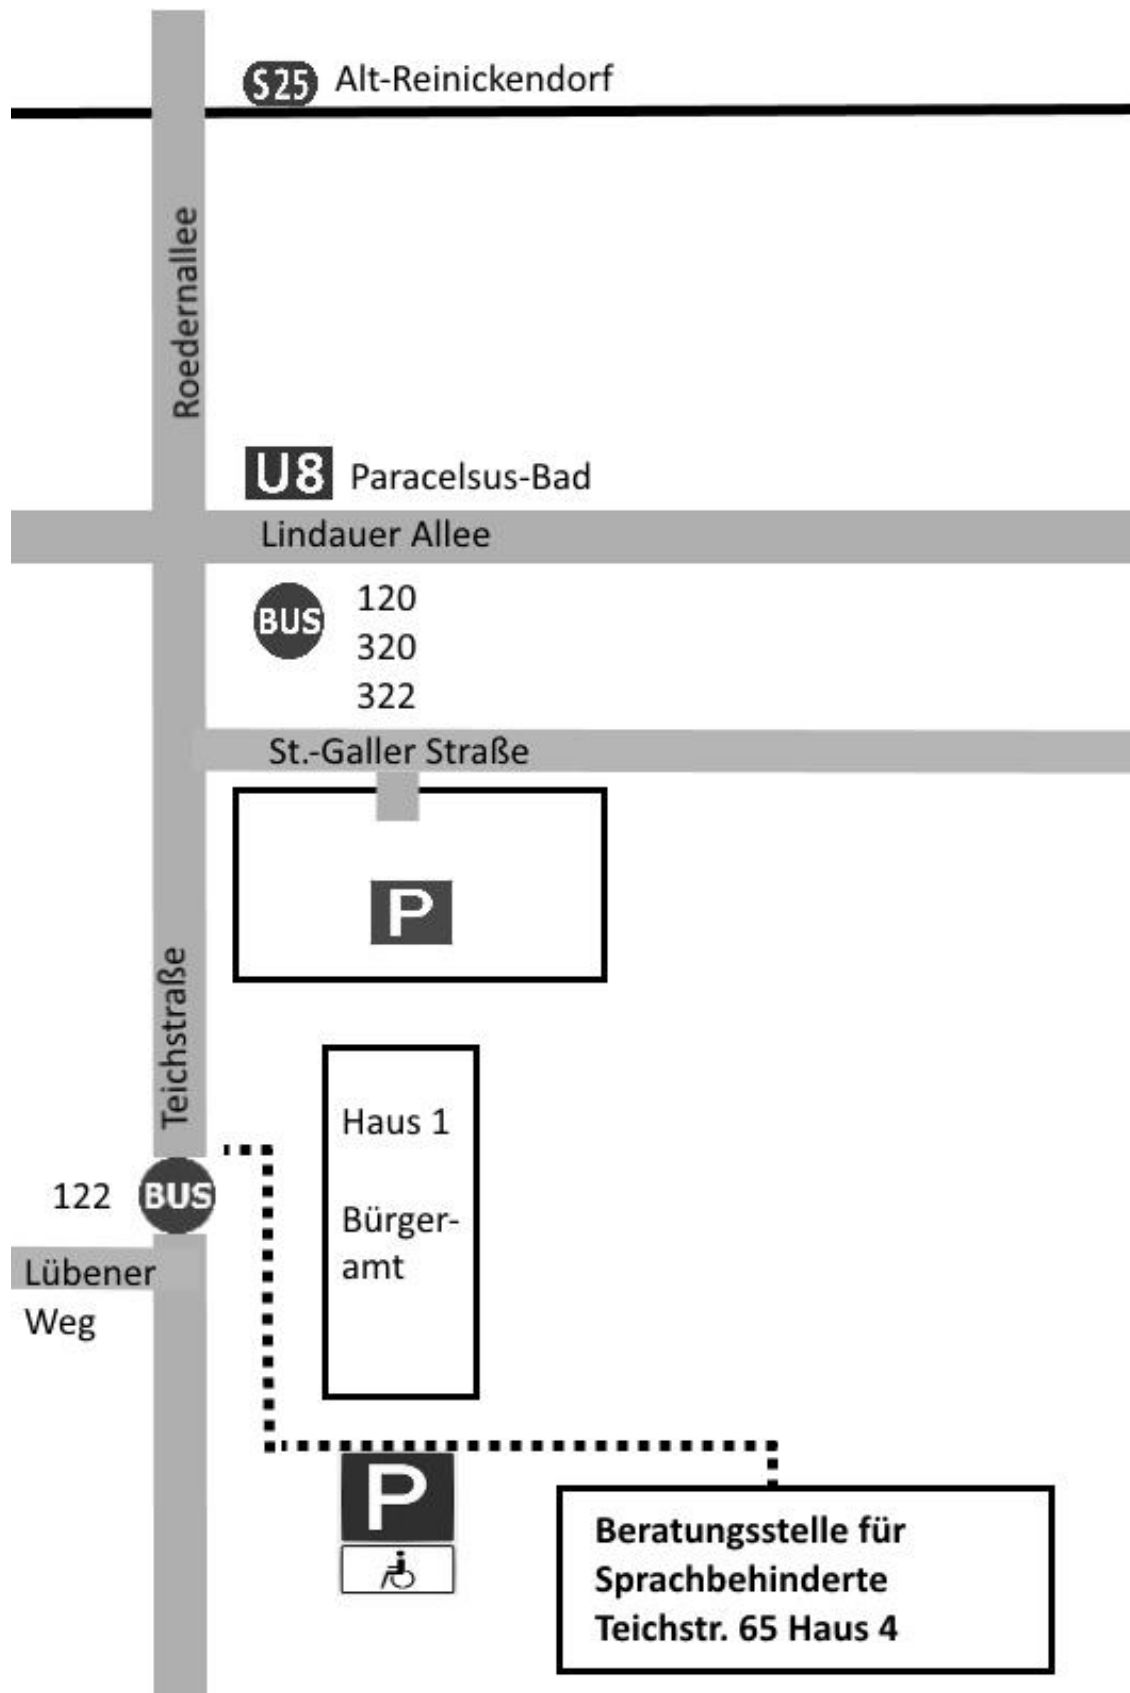 S25 Alt-Reinickendorf
Roedernallee
U8 Paracelsus-Bad
Lindauer Allee
BUS 120
320
322
St.-Galler Straße
P
Teichstraße
Haus 1
Bürger-
amt
122 BUS
Lübener
Weg
P
Beratungsstelle für
Sprachbehinderte
Teichstr. 65 Haus 4